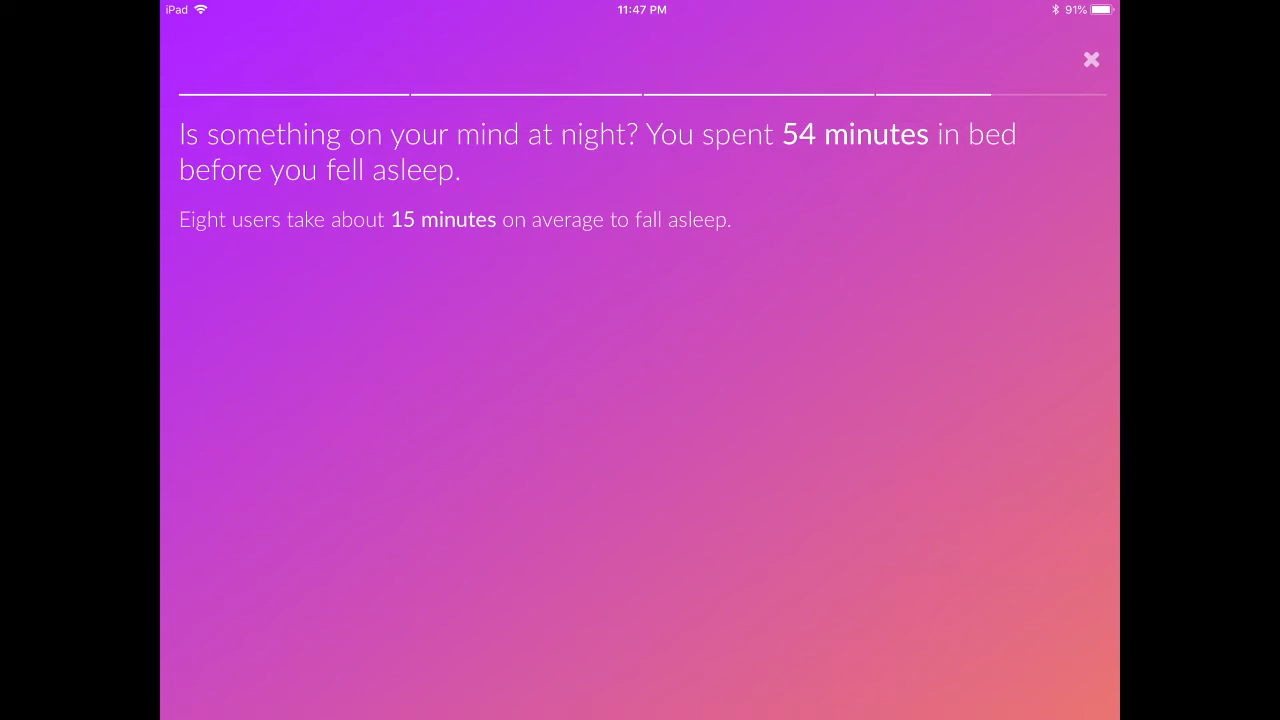 iPad 11:47 PM 91%
Is something on your mind at night? You spent 54 minutes in bed
before you fell asleep.
Eight users take about 15 minutes on average to fall asleep.